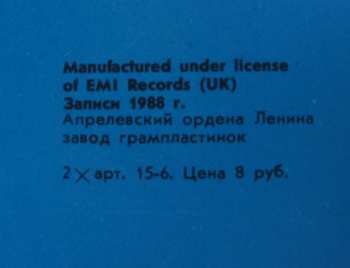 Manufactured under license
of EMI Records (UK)
Записи 1988 г.
Апрелевский ордена Ленина
завод грампластинок
2×арт. 15-6. Цена 8 руб.